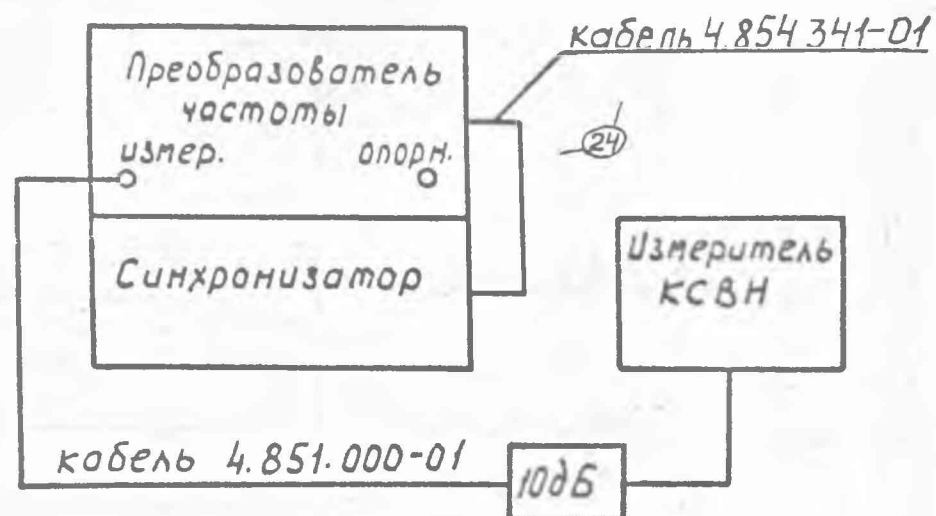 кабель 4.854 341-01
Преобразователь
частоты
измер. опорн.
24
Синхронизатор
Измеритель
КСВН
кабель 4.851.000-01
10дБ